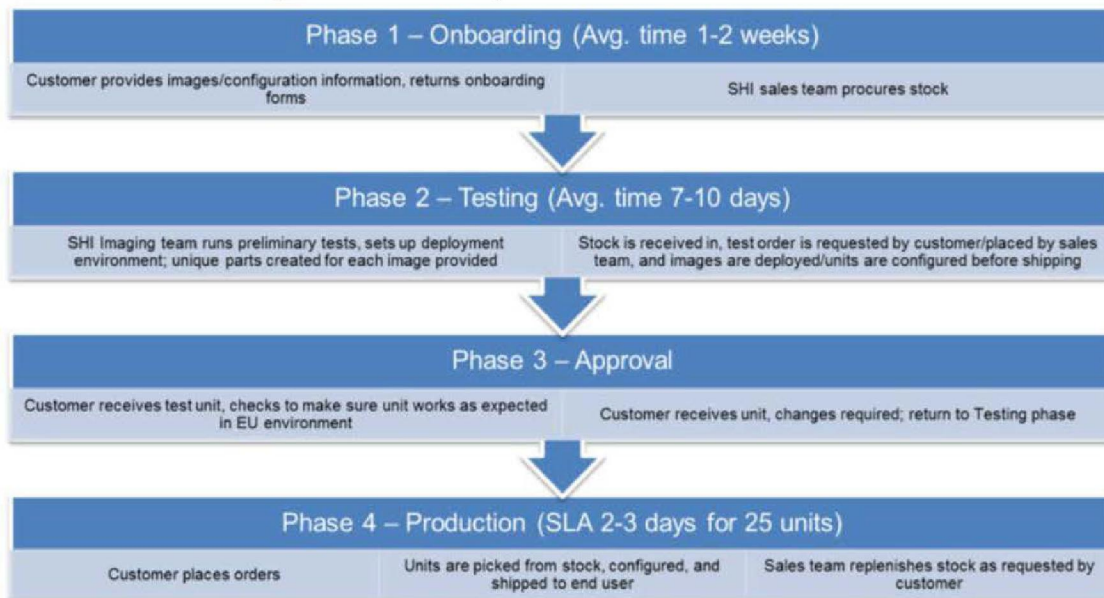 Phase 1 – Onboarding (Avg. time 1-2 weeks)
Customer provides images/configuration information, returns onboarding
forms
SHI sales team procures stock
Phase 2 – Testing (Avg. time 7-10 days)
SHI Imaging team runs preliminary tests, sets up deployment
environment; unique parts created for each image provided
Stock is received in, test order is requested by customer/placed by sales
team, and images are deployed/units are configured before shipping
Phase 3 – Approval
Customer receives test unit, checks to make sure unit works as expected
in EU environment
Customer receives unit, changes required; return to Testing phase
Phase 4 – Production (SLA 2-3 days for 25 units)
Customer places orders
Units are picked from stock, configured, and
shipped to end user
Sales team replenishes stock as requested by
customer